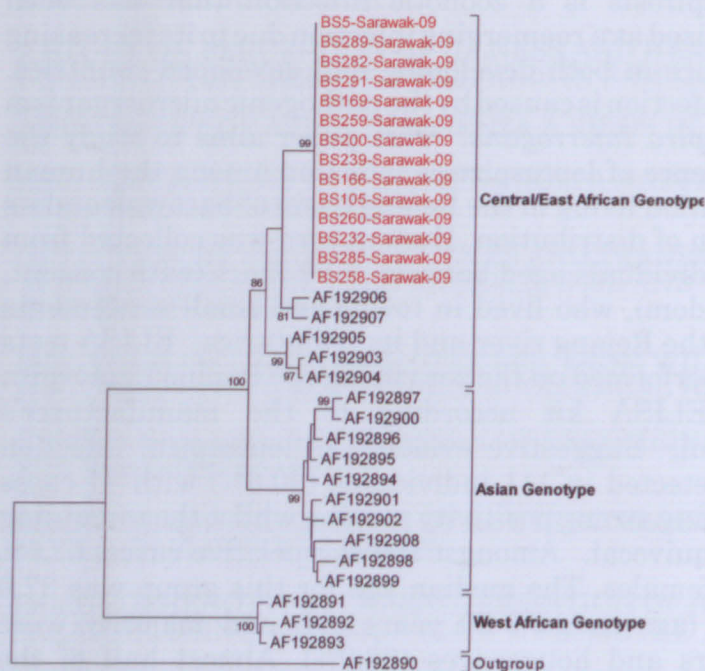 BS5-Sarawak-09
BS289-Sarawak-09
BS282-Sarawak-09
BS291-Sarawak-09
BS169-Sarawak-09
BS259-Sarawak-09
99
BS200-Sarawak-09
BS239-Sarawak-09
BS166-Sarawak-09
BS105-Sarawak-09
Central/East African Genotype
BS260-Sarawak-09
BS232-Sarawak-09
BS285-Sarawak-09
BS258-Sarawak-09
86
AF192906
81
AF192907
AF192905
99
AF192903
97
AF192904
100
99
AF192897
AF192900
AF192896
AF192895
AF192894
Asian Genotype
99
AF192901
AF192902
AF192908
AF192898
AF192899
AF192891
100
AF192892
West African Genotype
AF192893
AF192890
Outgroup